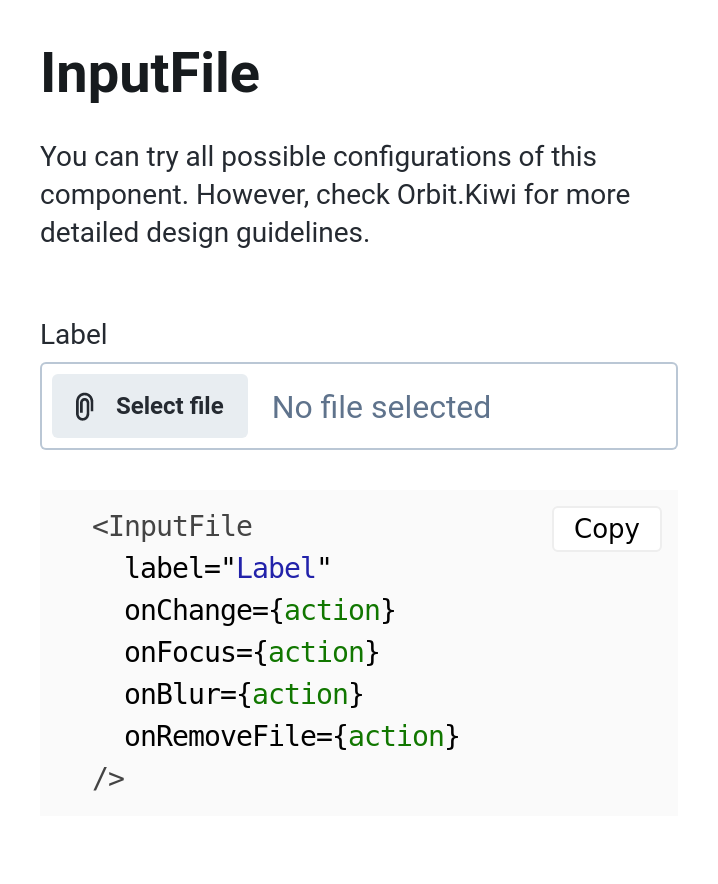 InputFile
You can try all possible configurations of this
component. However, check Orbit.Kiwi for more
detailed design guidelines.
Label
Select file
No file selected
<InputFile
Copy
label="Label"
onChange={action}
onFocus={action}
onBlur={action}
onRemoveFile={action}
/>